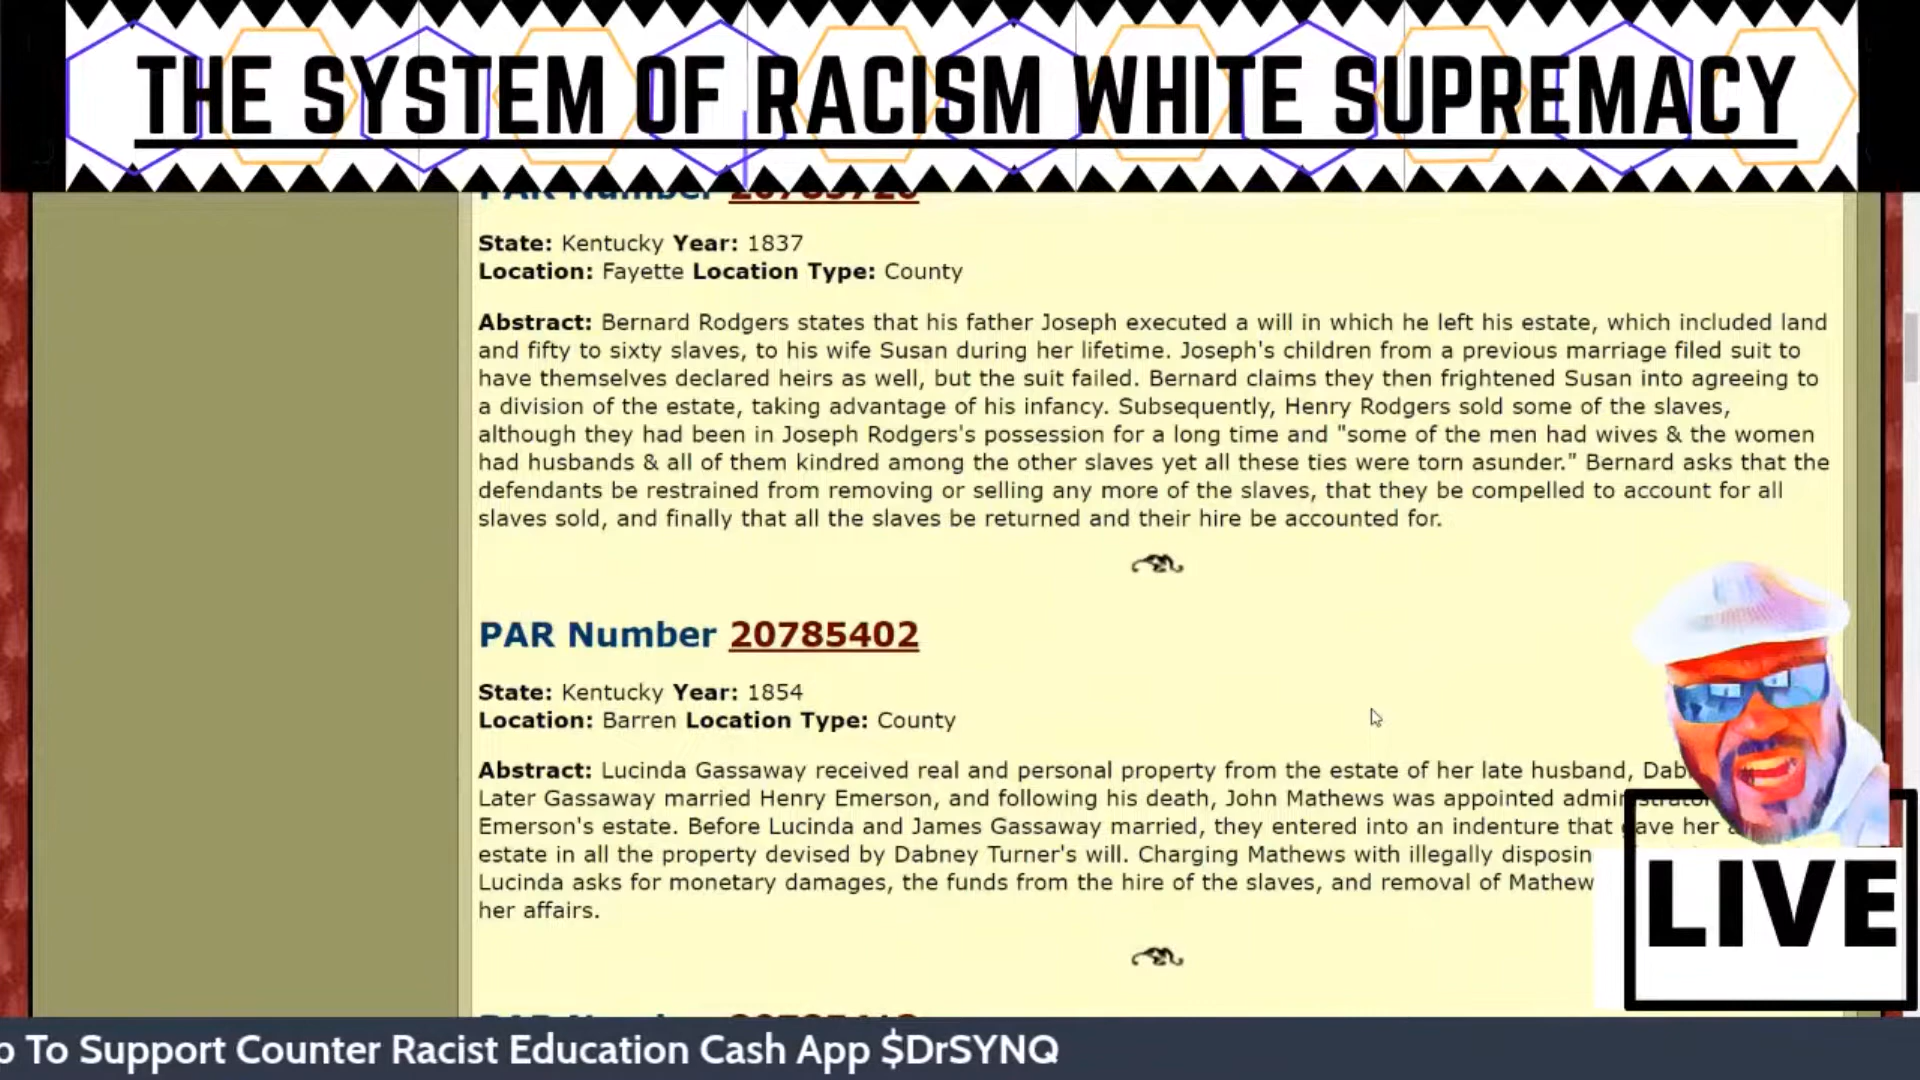 THE SYSTEM OF RACISM WHITE SUPREMACY
PAR Number
State: Kentucky Year: 1837
Location: Fayette Location Type: County
Abstract: Bernard Rodgers states that his father Joseph executed a will in which he left his estate, which included land
and fifty to sixty slaves, to his wife Susan during her lifetime. Joseph's children from a previous marriage filed suit to
have themselves declared heirs as well, but the suit failed. Bernard claims they then frightened Susan into agreeing to
a division of the estate, taking advantage of his infancy. Subsequently, Henry Rodgers sold some of the slaves,
although they had been in Joseph Rodgers's possession for a long time and "some of the men had wives & the women
had husbands & all of them kindred among the other slaves yet all these ties were torn asunder." Bernard asks that the
defendants be restrained from removing or selling any more of the slaves, that they be compelled to account for all
slaves sold, and finally that all the slaves be returned and their hire be accounted for.
PAR Number 20785402
State: Kentucky Year: 1854
Location: Barren Location Type: County
Abstract: Lucinda Gassaway received real and personal property from the estate of her late husband,
Later Gassaway married Henry Emerson, and following his death, John Mathews was appointed
Emerson's estate. Before Lucinda and James Gassaway married, they entered into an indenture that gave her
estate in all the property devised by Dabney Turner's will. Charging Mathews with illegally
Lucinda asks for monetary damages, the funds from the hire of the slaves, and removal of
her affairs.
LIVE
To Support Counter Racist Education Cash App $DrSYNQ